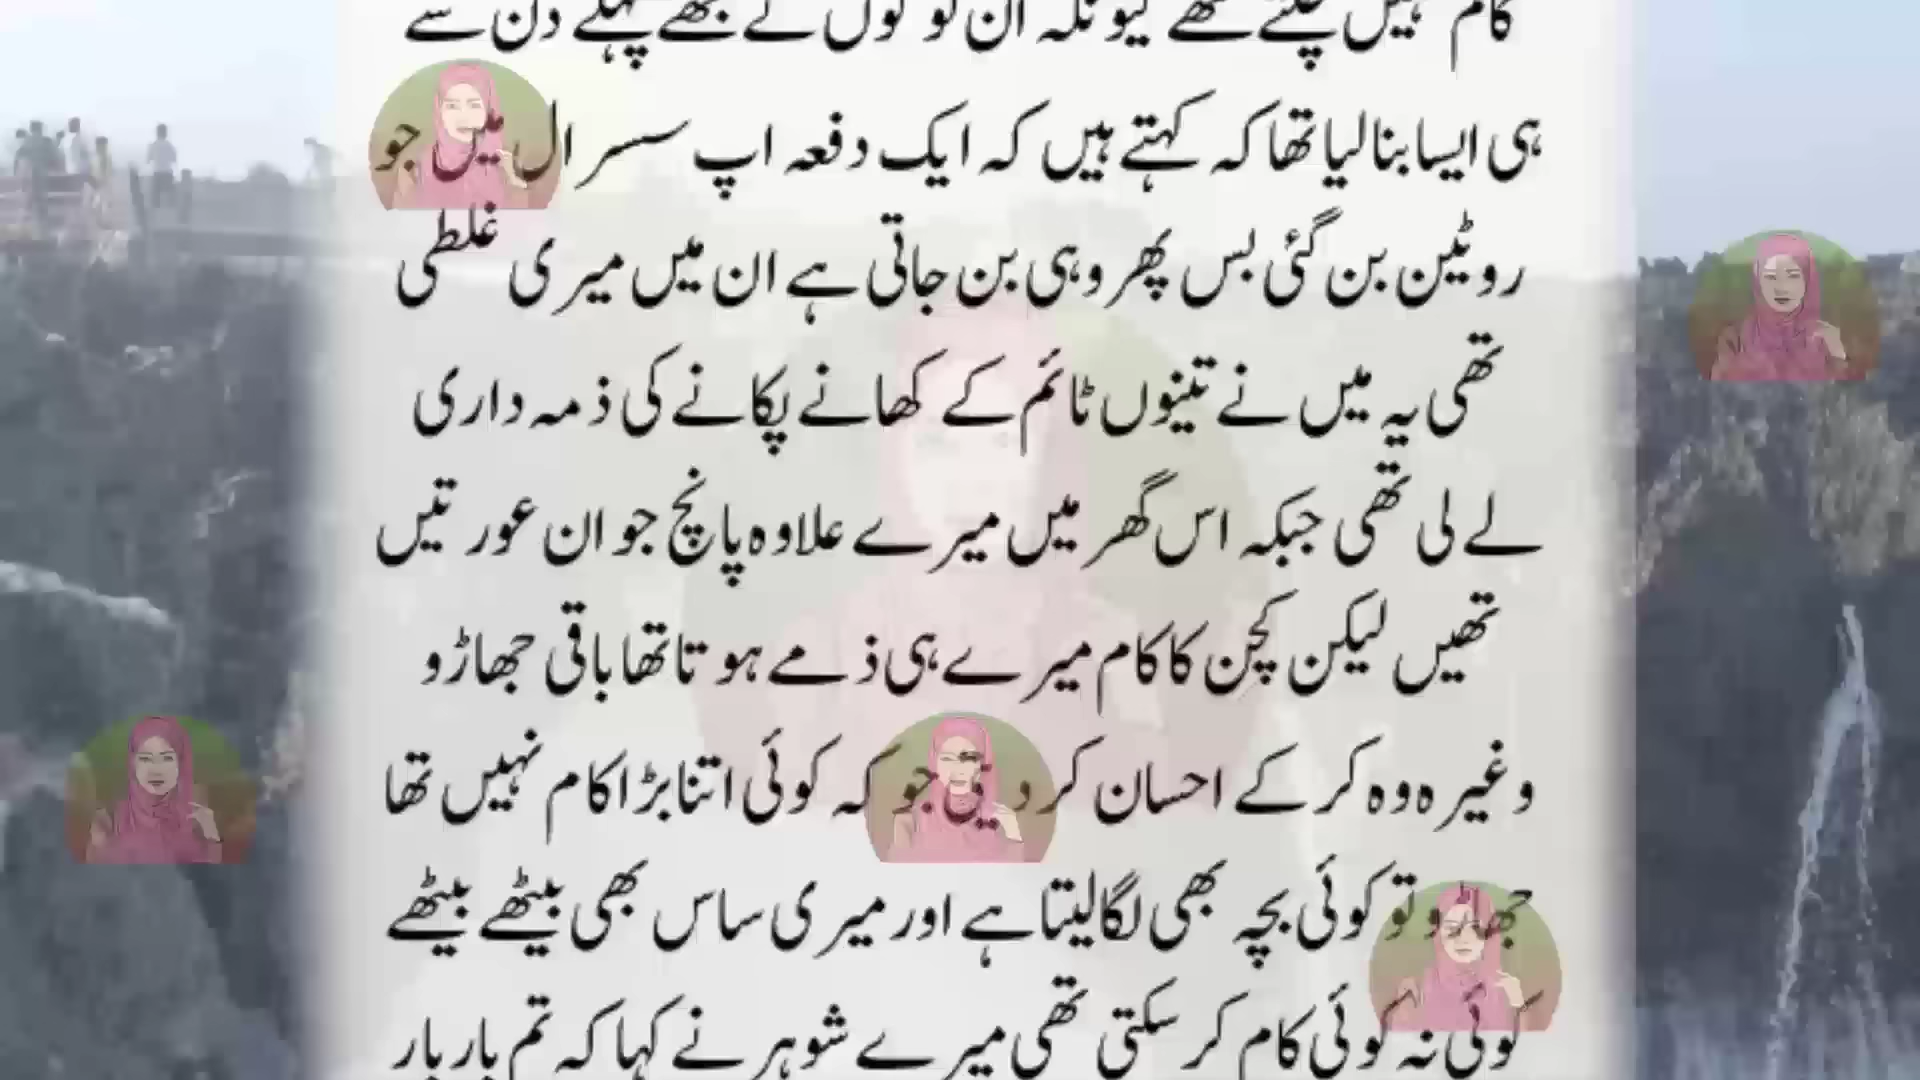 کام نہیں چلتے تھے کیونکہ ان لوگوں نے مجھے پہلے دن سے
ہی ایسا بنا لیا تھا کہ کہتے ہیں کہ ایک دفعہ اپ سسرال میں جو
روٹین بن گئی بس پھر وہی بن جاتی ہے ان میں میری غلطی
تھی یہ میں نے تینوں ٹائم کے کھانے پکانے کی ذمہ داری
لے لی تھی جبکہ اس گھر میں میرے علاوہ پانچ جوان عورتیں
تھیں لیکن کچن کا کام میرے ہی ذمے ہوتا تھا باقی جھاڑو
وغیرہ وہ کر کے احسان کر دیتی جو کہ کوئی اتنا بڑا کام نہیں تھا
جھاڑو تو کوئی بچہ بھی لگا لیتا ہے اور میری ساس بھی بیٹھے بیٹھے
کوئی نہ کوئی کام کر سکتی تھی میرے شوہر نے کہا کہ تم بار بار